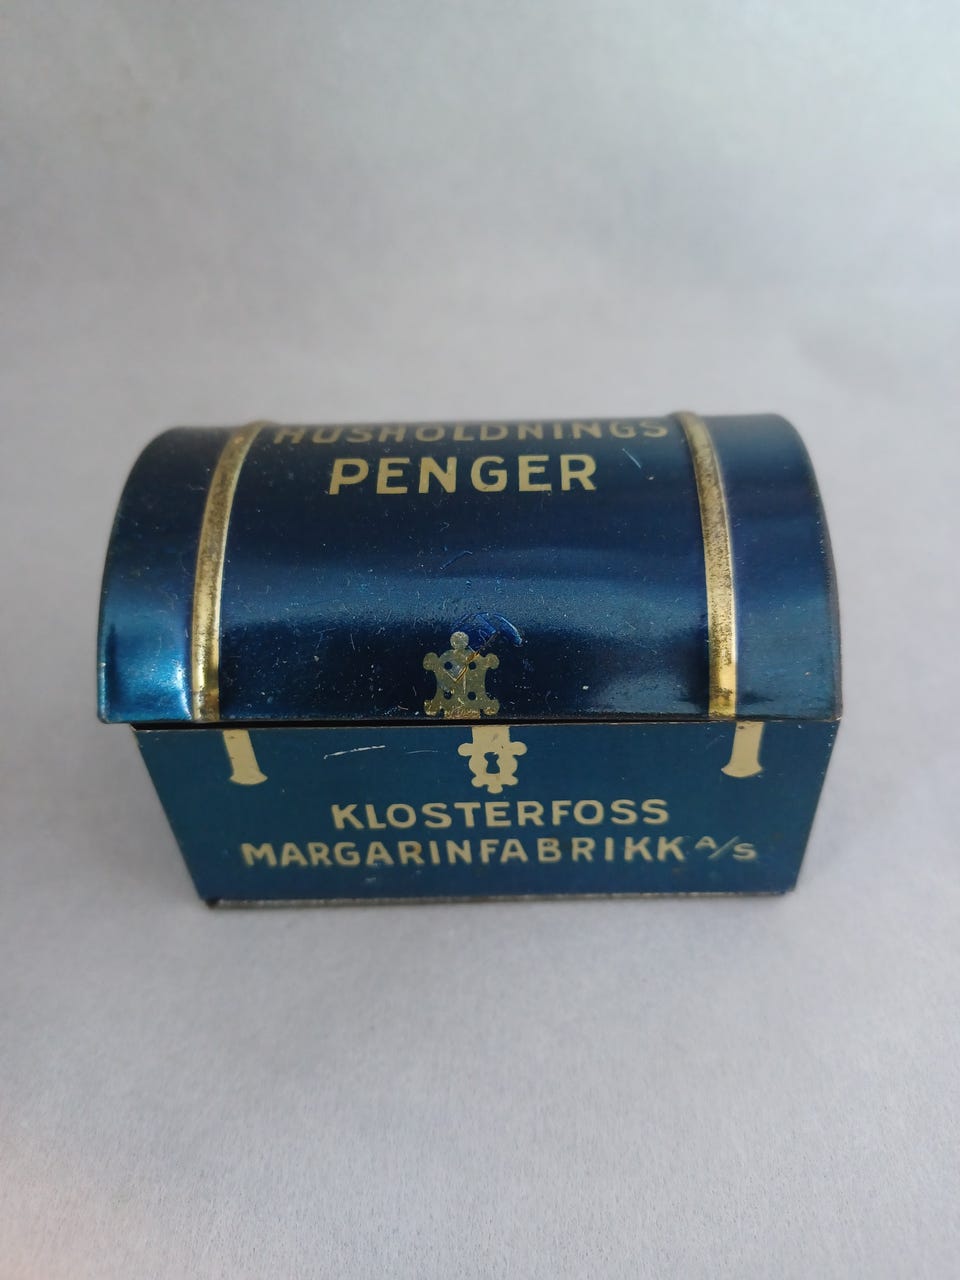 HUSHOLDNINGS
PENGER
KLOSTERFOSS
MARGARINFABRIKK A/S